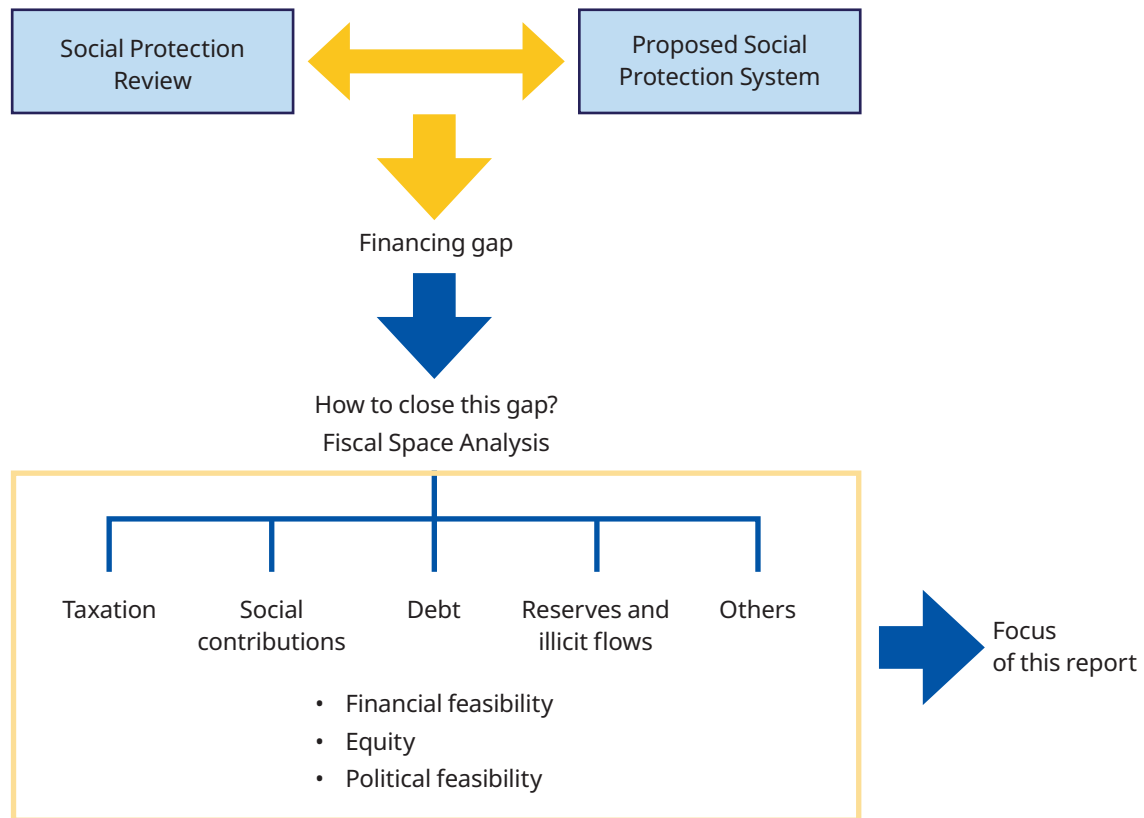 Social Protection
Review
Proposed Social
Protection System
Financing gap
How to close this gap?
Fiscal Space Analysis
Taxation
Social
contributions
Debt
Reserves and
illicit flows
Others
Focus
of this report
• Financial feasibility
• Equity
• Political feasibility